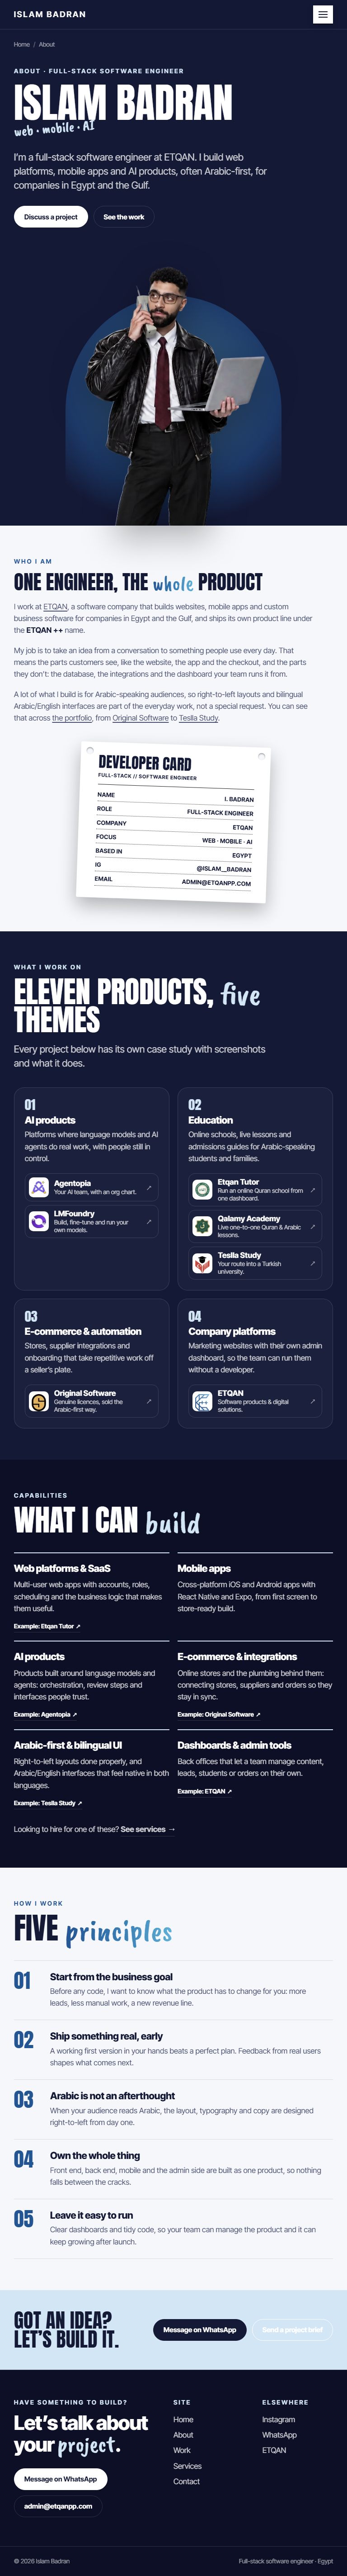 ISLAM BADRAN
Home / About
ABOUT · FULL-STACK SOFTWARE ENGINEER
ISLAM BADRAN
web · mobile · AI
I'm a full-stack software engineer at ETQAN. I build web
platforms, mobile apps and AI products, often Arabic-first, for
companies in Egypt and the Gulf.
Discuss a project
See the work
WHO I AM
ONE ENGINEER, THE whole PRODUCT
I work at ETQAN, a software company that builds websites, mobile apps and custom
business software for companies in Egypt and the Gulf, and ships its own product line under
the ETQAN ++ name.
My job is to take an idea from a conversation to something people use every day. That
means the parts customers see, like the website, the app and the checkout, and the parts
they don't: the database, the integrations and the dashboard your team runs it from.
A lot of what I build is for Arabic-speaking audiences, so right-to-left layouts and bilingual
Arabic/English interfaces are part of the everyday work, not a special request. You can see
that across the portfolio, from Original Software to Teslla Study.
DEVELOPER CARD
FULL-STACK // SOFTWARE ENGINEER
NAME I. BADRAN
ROLE FULL-STACK ENGINEER
COMPANY ETQAN
FOCUS WEB · MOBILE · AI
BASED IN EGYPT
IG @ISLAM__BADRAN
EMAIL ADMIN@ETQANPP.COM
WHAT I WORK ON
ELEVEN PRODUCTS, five
THEMES
Every project below has its own case study with screenshots
and what it does.
01
AI products
Platforms where language models and AI
agents do real work, with people still in
control.
Agentopia ↗
Your AI team, with an org chart.
LMFoundry ↗
Build, fine-tune and run your
own models.
02
Education
Online schools, live lessons and
admissions guides for Arabic-speaking
students and families.
Etqan Tutor ↗
Run an online Quran school from
one dashboard.
Qalamy Academy ↗
Live one-to-one Quran & Arabic
lessons.
Teslla Study ↗
Your route into a Turkish
university.
03
E-commerce & automation
Stores, supplier integrations and
onboarding that take repetitive work off
a seller's plate.
Original Software ↗
Genuine licences, sold the
Arabic-first way.
04
Company platforms
Marketing websites with their own admin
dashboard, so the team can run them
without a developer.
ETQAN ↗
Software products & digital
solutions.
CAPABILITIES
WHAT I CAN build
Web platforms & SaaS
Multi-user web apps with accounts, roles,
scheduling and the business logic that makes
them useful.
Example: Etqan Tutor ↗
Mobile apps
Cross-platform iOS and Android apps with
React Native and Expo, from first screen to
store-ready build.
AI products
Products built around language models and
agents: orchestration, review steps and
interfaces people trust.
Example: Agentopia ↗
E-commerce & integrations
Online stores and the plumbing behind them:
connecting stores, suppliers and orders so they
stay in sync.
Example: Original Software ↗
Arabic-first & bilingual UI
Right-to-left layouts done properly, and
Arabic/English interfaces that feel native in both
languages.
Example: Teslla Study ↗
Dashboards & admin tools
Back offices that let a team manage content,
leads, students or orders on their own.
Example: ETQAN ↗
Looking to hire for one of these? See services →
HOW I WORK
FIVE principles
01
Start from the business goal
Before any code, I want to know what the product has to change for you: more
leads, less manual work, a new revenue line.
02
Ship something real, early
A working first version in your hands beats a perfect plan. Feedback from real users
shapes what comes next.
03
Arabic is not an afterthought
When your audience reads Arabic, the layout, typography and copy are designed
right-to-left from day one.
04
Own the whole thing
Front end, back end, mobile and the admin side are built as one product, so nothing
falls between the cracks.
05
Leave it easy to run
Clear dashboards and tidy code, so your team can manage the product and it can
keep growing after launch.
GOT AN IDEA?
LET'S BUILD IT.
Message on WhatsApp
Send a project brief
HAVE SOMETHING TO BUILD?
Let's talk about
your project.
Message on WhatsApp
admin@etqanpp.com
SITE
Home
About
Work
Services
Contact
ELSEWHERE
Instagram
WhatsApp
ETQAN
© 2026 Islam Badran
Full-stack software engineer · Egypt